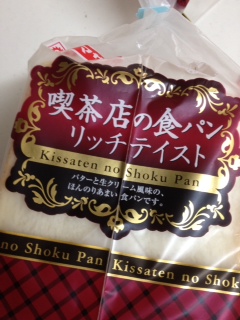 喫茶店の食パン
リッチテイスト
Kissaten no Shoku Pan
バターと生クリーム風味の、
ほんのりあまい食パンです。
no Shoku Pan Kissaten no Shok